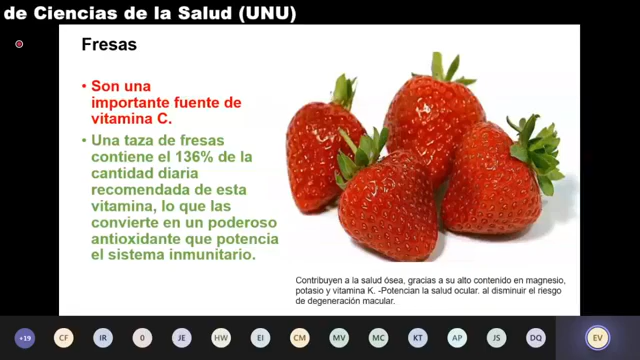 de Ciencias de la Salud (UNU)
Fresas
• Son una
importante fuente de
vitamina C.
• Una taza de fresas
contiene el 136% de la
cantidad diaria
recomendada de esta
vitamina, lo que las
convierte en un poderoso
antioxidante que potencia
el sistema inmunitario.
Contribuyen a la salud ósea, gracias a su alto contenido en magnesio,
potasio y vitamina K. -Potencian la salud ocular. al disminuir el riesgo
de degeneración macular.
+19 CF IR 0 JE HW EI CM MV MC KT AP JS DQ EV